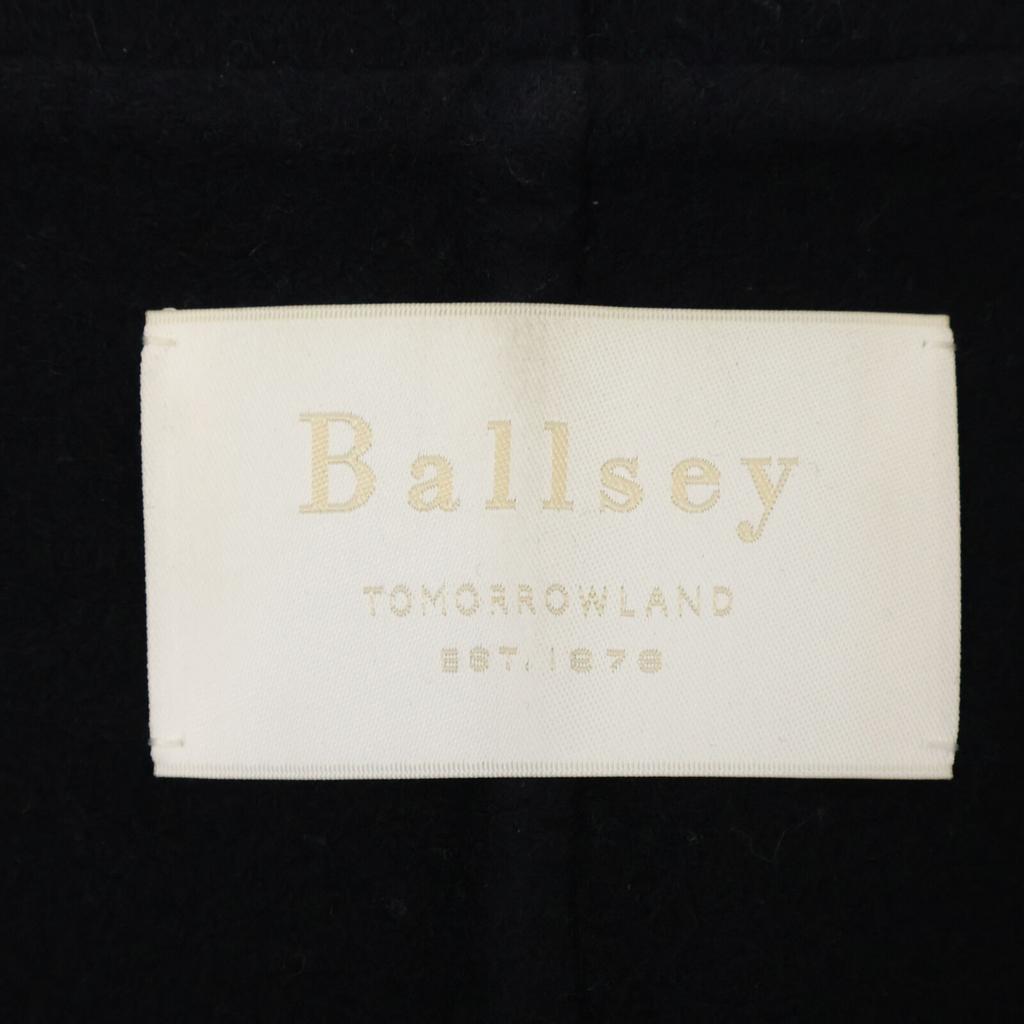 Ballsey
TOMORROWLAND
EST. 1978